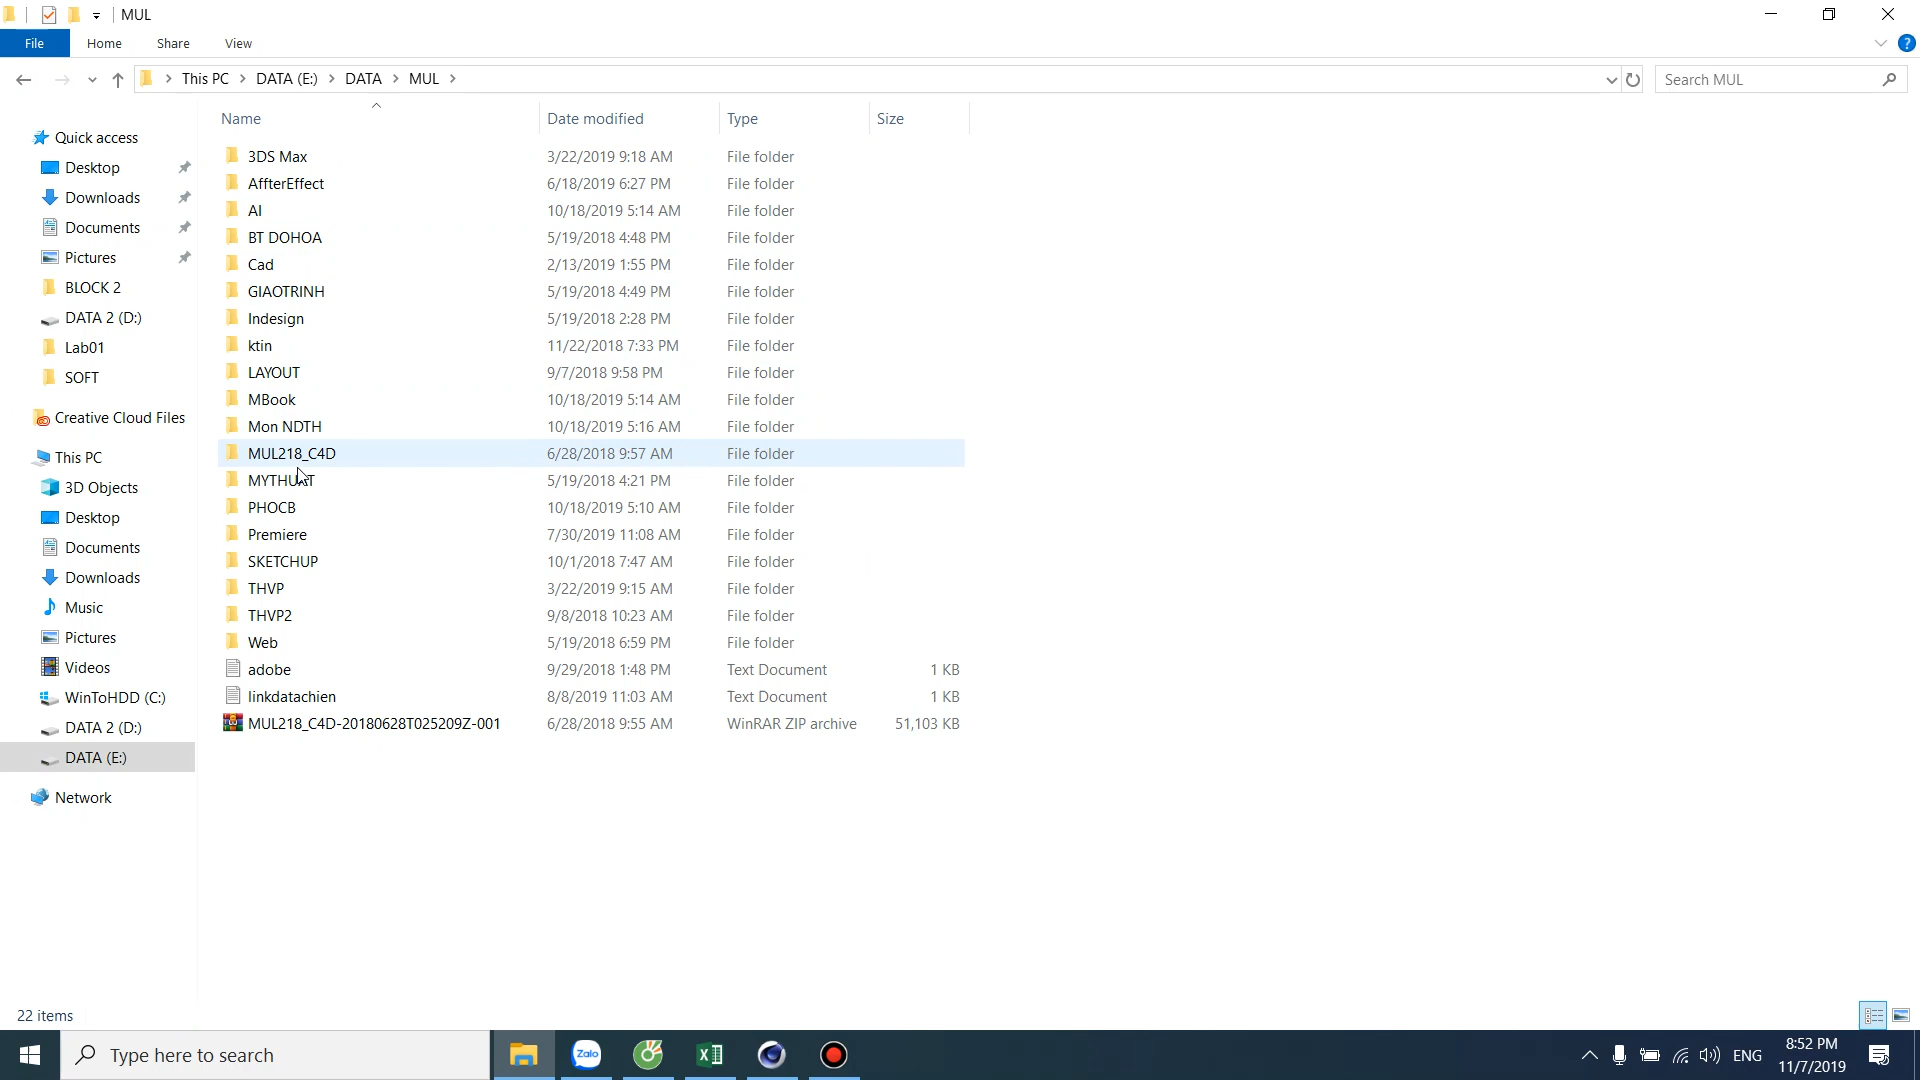 MUL
File Home Share View
This PC DATA (E:) DATA MUL
Search MUL
Name Date modified Type Size
Quick access
Desktop
Downloads
Documents
Pictures
BLOCK 2
DATA 2 (D:)
Lab01
SOFT
Creative Cloud Files
This PC
3D Objects
Desktop
Documents
Downloads
Music
Pictures
Videos
WinToHDD (C:)
DATA 2 (D:)
DATA (E:)
Network
3DS Max 3/22/2019 9:18 AM File folder
AffterEffect 6/18/2019 6:27 PM File folder
AI 10/18/2019 5:14 AM File folder
BT DOHOA 5/19/2018 4:48 PM File folder
Cad 2/13/2019 1:55 PM File folder
GIAOTRINH 5/19/2018 4:49 PM File folder
Indesign 5/19/2018 2:28 PM File folder
ktin 11/22/2018 7:33 PM File folder
LAYOUT 9/7/2018 9:58 PM File folder
MBook 10/18/2019 5:14 AM File folder
Mon NDTH 10/18/2019 5:16 AM File folder
MUL218_C4D 6/28/2018 9:57 AM File folder
5/19/2018 4:21 PM File folder
PHOCB 10/18/2019 5:10 AM File folder
Premiere 7/30/2019 11:08 AM File folder
SKETCHUP 10/1/2018 7:47 AM File folder
THVP 3/22/2019 9:15 AM File folder
THVP2 9/8/2018 10:23 AM File folder
Web 5/19/2018 6:59 PM File folder
adobe 9/29/2018 1:48 PM Text Document 1 KB
linkdatachien 8/8/2019 11:03 AM Text Document 1 KB
MUL218_C4D-20180628T025209Z-001 6/28/2018 9:55 AM WinRAR ZIP archive 51,103 KB
22 items
Type here to search
Zalo
ENG
8:52 PM
11/7/2019